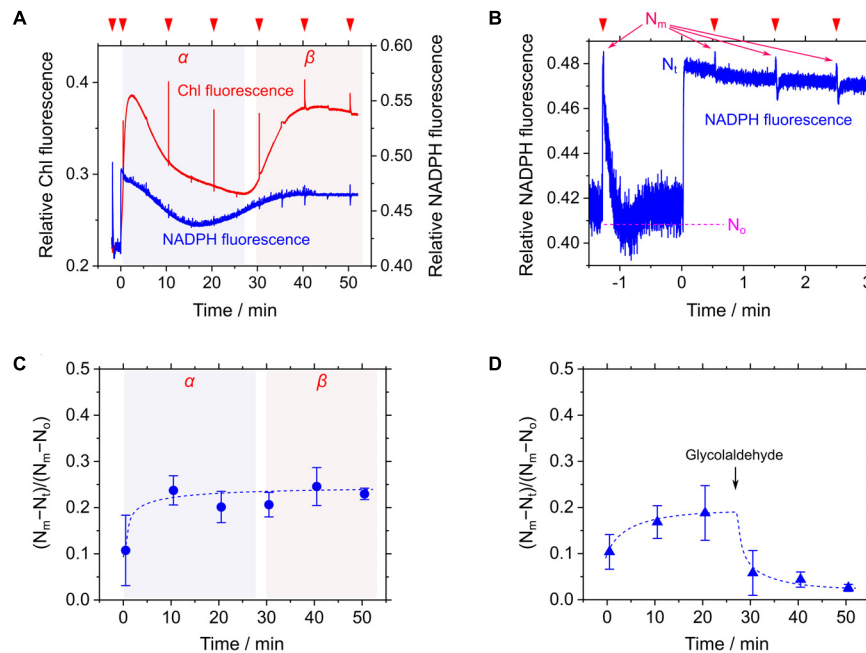 A
α
β
Chl fluorescence
NADPH fluorescence
Relative Chl fluorescence
0.4
0.3
0.2
Relative NADPH fluorescence
0.60
0.55
0.50
0.45
0.40
0 10 20 30 40 50
Time / min
B
Nm
Nt
NADPH fluorescence
No
Relative NADPH fluorescence
0.48
0.46
0.44
0.42
0.40
-1 0 1 2 3
Time / min
C
α
β
(Nm−Nt)/(Nm−No)
0.5
0.4
0.3
0.2
0.1
0.0
0 10 20 30 40 50
Time / min
D
Glycolaldehyde
(Nm−Nt)/(Nm−No)
0.5
0.4
0.3
0.2
0.1
0.0
0 10 20 30 40 50
Time / min